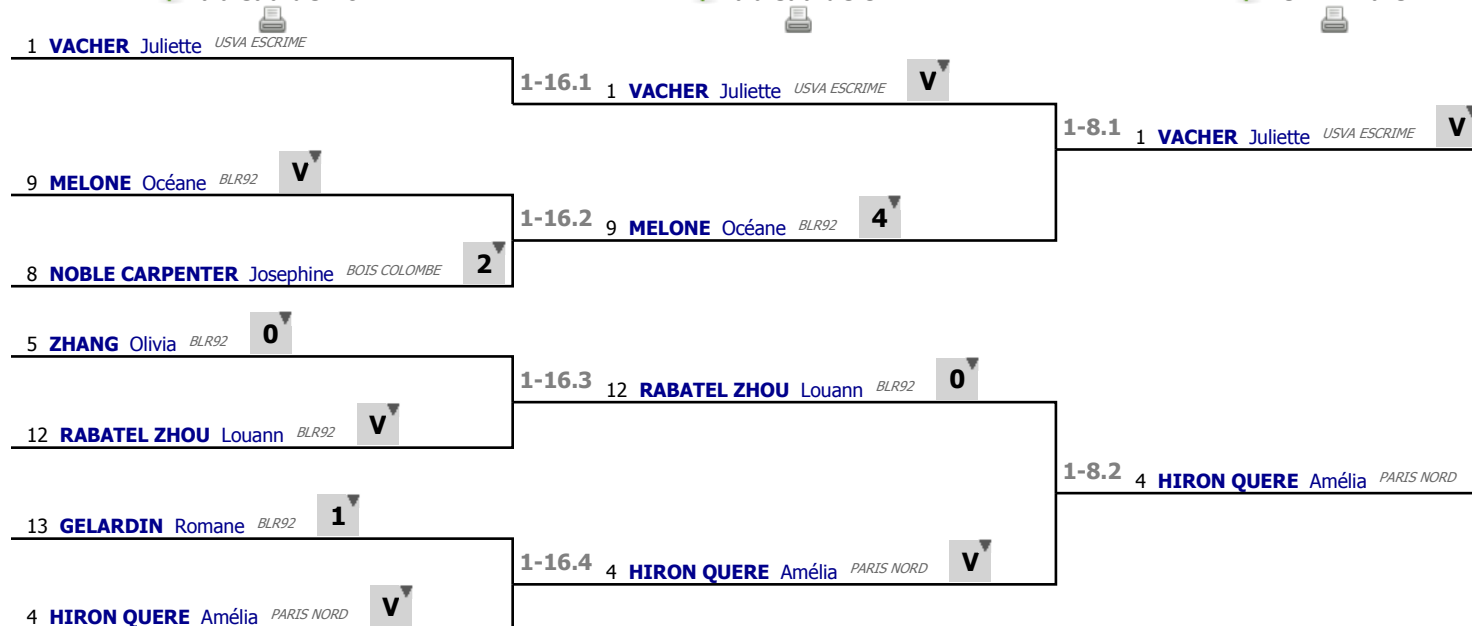 1 VACHER Juliette USVA ESCRIME
1-16.1 1 VACHER Juliette USVA ESCRIME V
1-8.1 1 VACHER Juliette USVA ESCRIME V
9 MELONE Océane BLR92 V
1-16.2 9 MELONE Océane BLR92 4
8 NOBLE CARPENTER Josephine BOIS COLOMBE 2
5 ZHANG Olivia BLR92 0
1-16.3 12 RABATEL ZHOU Louann BLR92 0
12 RABATEL ZHOU Louann BLR92 V
1-8.2 4 HIRON QUERE Amélia PARIS NORD
13 GELARDIN Romane BLR92 1
1-16.4 4 HIRON QUERE Amélia PARIS NORD V
4 HIRON QUERE Amélia PARIS NORD V